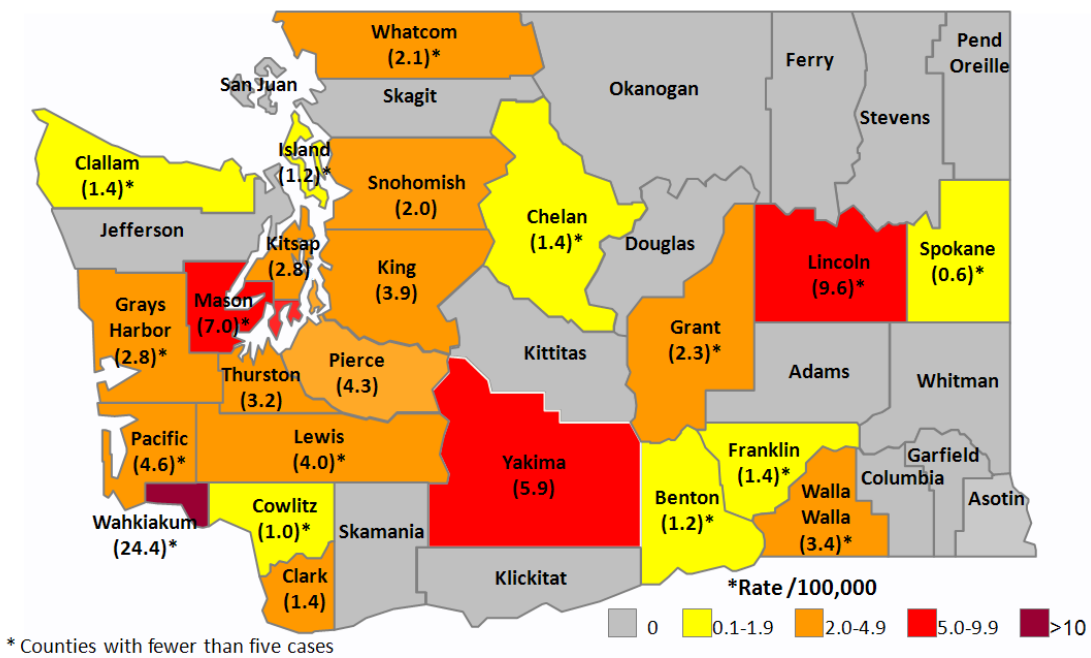 Whatcom
(2.1)*
San Juan
Skagit
Okanogan
Ferry
Pend
Oreille
Stevens
Clallam
(1.4)*
Island
(1.2)*
Snohomish
(2.0)
Chelan
(1.4)*
Jefferson
Kitsap
(2.8)
King
(3.9)
Douglas
Lincoln
(9.6)*
Spokane
(0.6)*
Grays
Harbor
(2.8)*
Mason
(7.0)*
Grant
(2.3)*
Thurston
(3.2)
Pierce
(4.3)
Kittitas
Adams
Whitman
Pacific
(4.6)*
Lewis
(4.0)*
Yakima
(5.9)
Franklin
(1.4)*
Garfield
Columbia
Asotin
Benton
(1.2)*
Walla
Walla
(3.4)*
Wahkiakum
(24.4)*
Cowlitz
(1.0)*
Skamania
Clark
(1.4)
Klickitat
*Rate /100,000
0 0.1-1.9 2.0-4.9 5.0-9.9 >10
* Counties with fewer than five cases